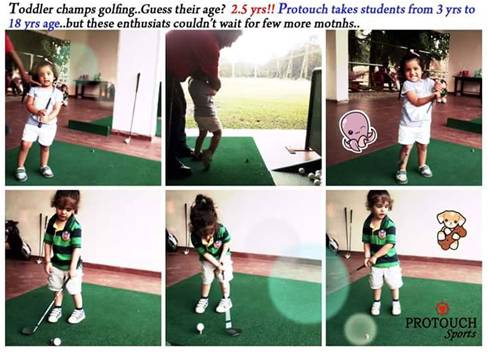 Toddler champs golfing..Guess their age? 2.5 yrs!! Protouch takes students from 3 yrs to
18 yrs age..but these enthusiats couldn't wait for few more motnhs..
PROTOUCH
Sports